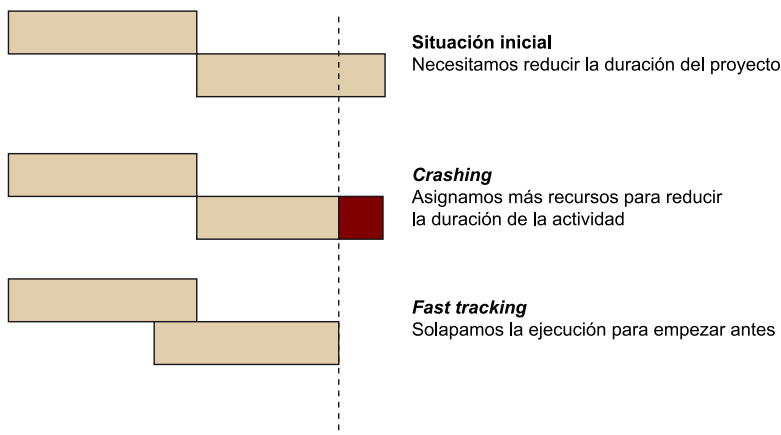 Situación inicial
Necesitamos reducir la duración del proyecto
Crashing
Asignamos más recursos para reducir
la duración de la actividad
Fast tracking
Solapamos la ejecución para empezar antes